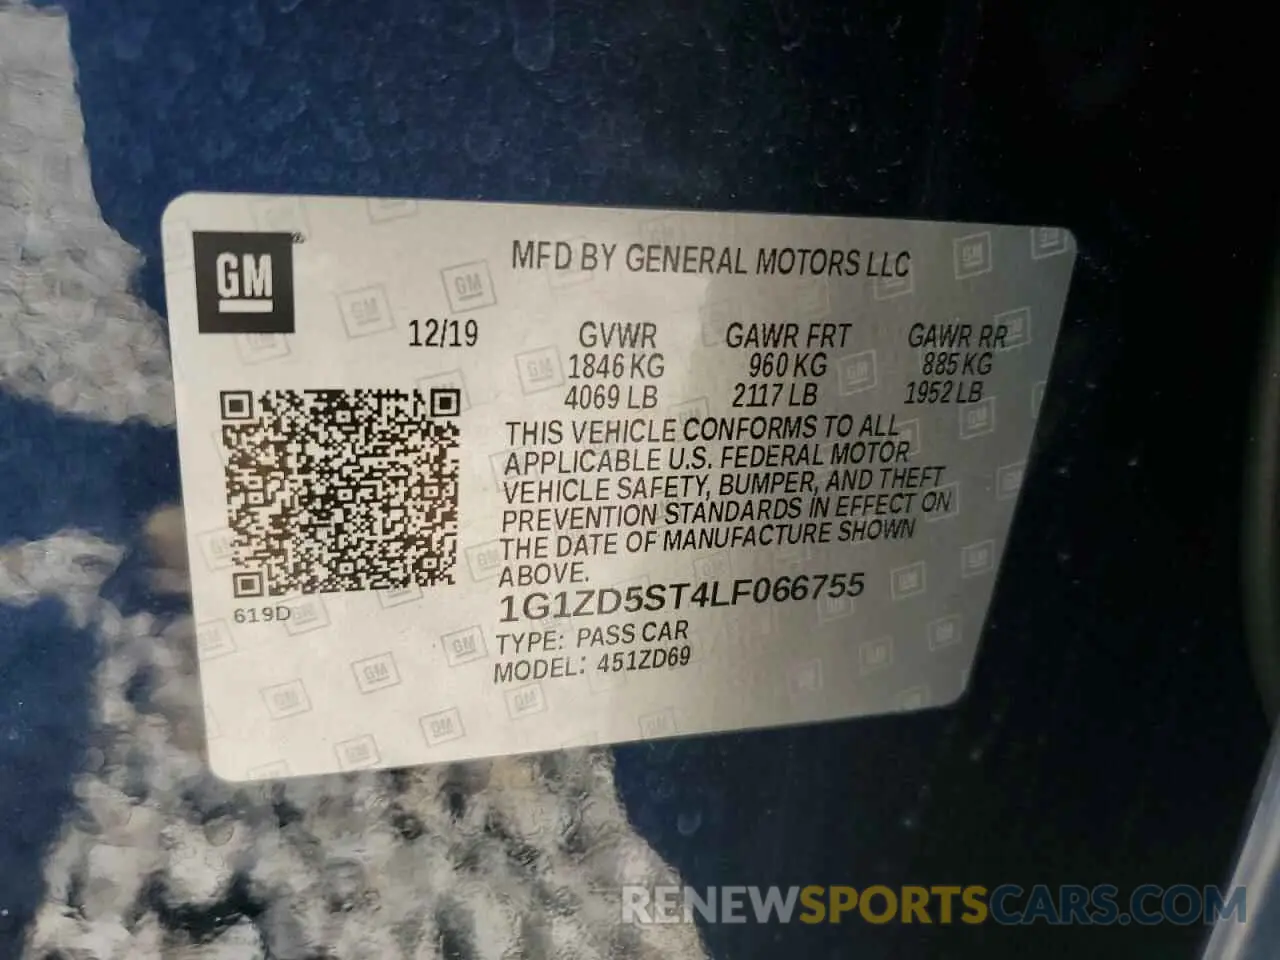 GM
MFD BY GENERAL MOTORS LLC
12/19 GVWR GAWR FRT GAWR RR
1846 KG 960 KG 885 KG
4069 LB 2117 LB 1952 LB
THIS VEHICLE CONFORMS TO ALL
APPLICABLE U.S. FEDERAL MOTOR
VEHICLE SAFETY, BUMPER, AND THEFT
PREVENTION STANDARDS IN EFFECT ON
THE DATE OF MANUFACTURE SHOWN
ABOVE.
619D
1G1ZD5ST4LF066755
TYPE: PASS CAR
MODEL: 451ZD69
RENEWSPORTSCARS.COM